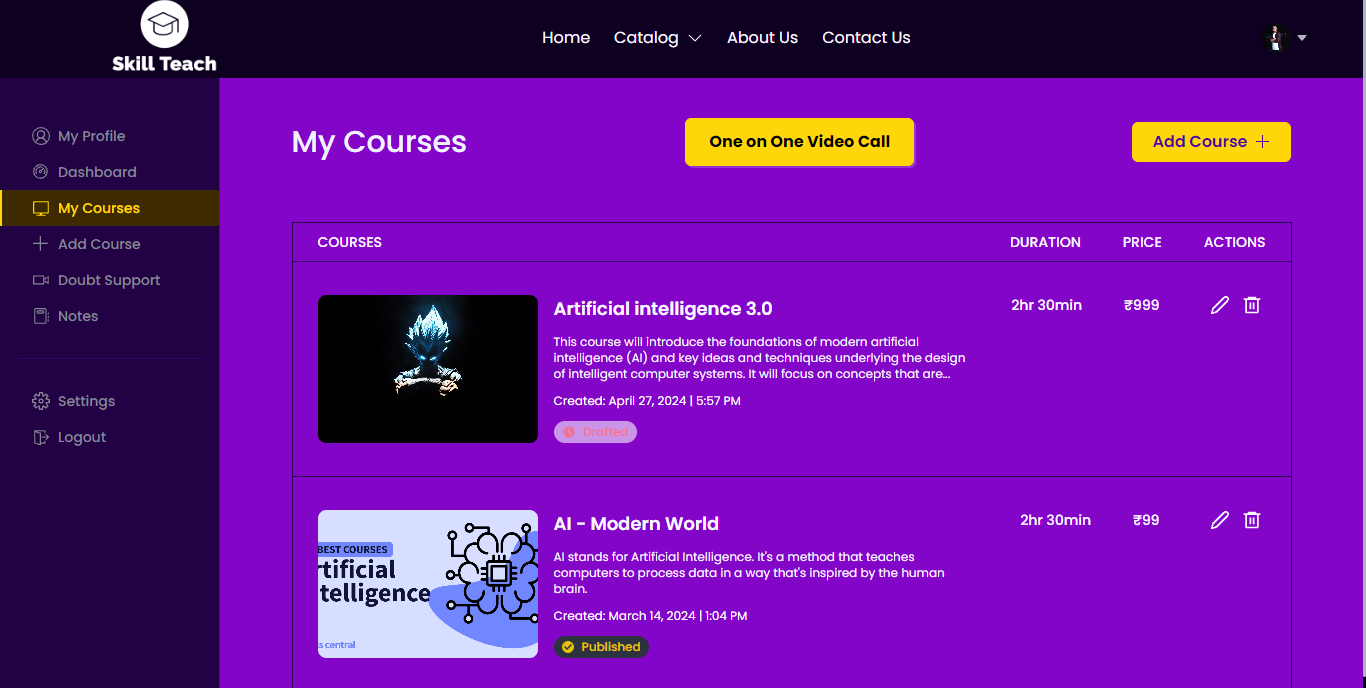 Skill Teach
Home Catalog About Us Contact Us
My Profile
Dashboard
My Courses
Add Course
Doubt Support
Notes
Settings
Logout
My Courses
One on One Video Call
Add Course
COURSES DURATION PRICE ACTIONS
Artificial intelligence 3.0 2hr 30min ₹999
This course will introduce the foundations of modern artificial
intelligence (AI) and key ideas and techniques underlying the design
of intelligent computer systems. It will focus on concepts that are...
Created: April 27, 2024 | 5:57 PM
Drafted
BEST COURSES
rtificial
telligence
s central
AI - Modern World 2hr 30min ₹99
AI stands for Artificial Intelligence. It's a method that teaches
computers to process data in a way that's inspired by the human
brain.
Created: March 14, 2024 | 1:04 PM
Published